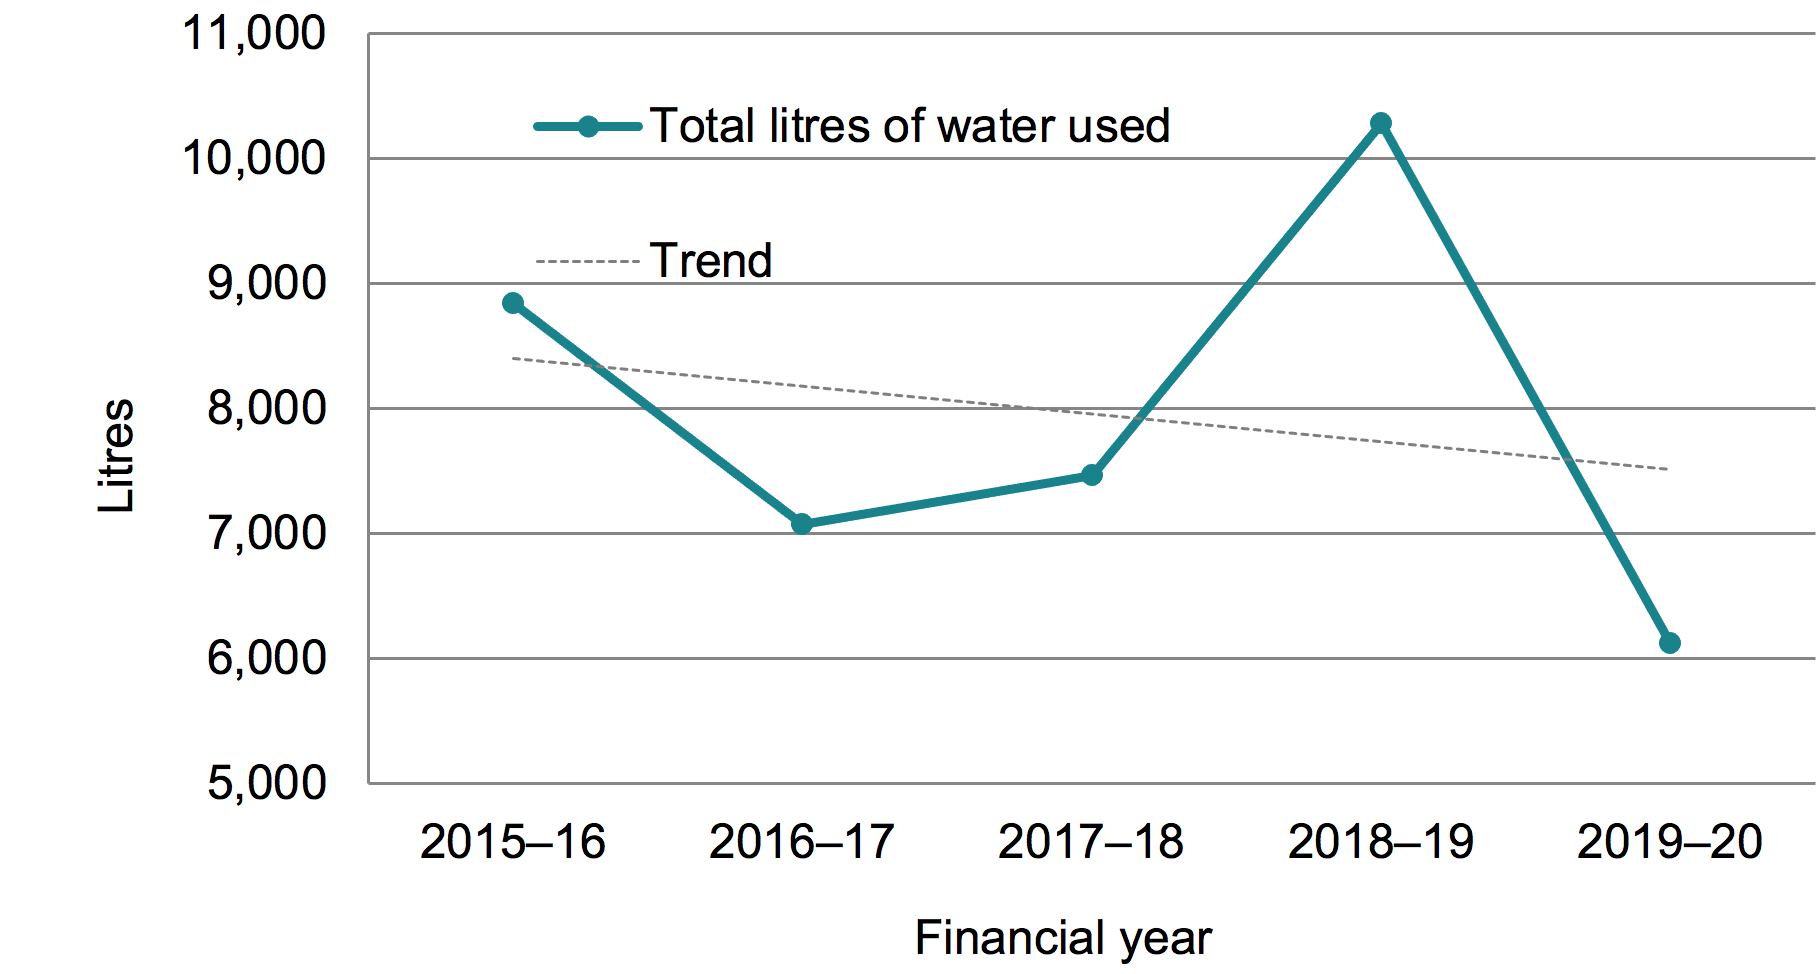 11,000
Total litres of water used
10,000
Trend
9,000
8,000
Litres
7,000
6,000
5,000
2015–16 2016–17 2017–18 2018–19 2019–20
Financial year